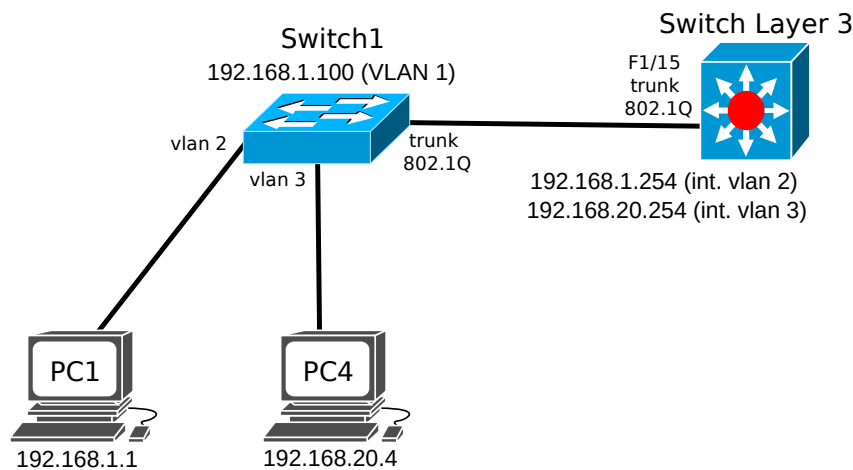 Switch Layer 3
Switch1
192.168.1.100 (VLAN 1)
F1/15
trunk
802.1Q
vlan 2
trunk
802.1Q
vlan 3
192.168.1.254 (int. vlan 2)
192.168.20.254 (int. vlan 3)
PC1
PC4
192.168.1.1
192.168.20.4